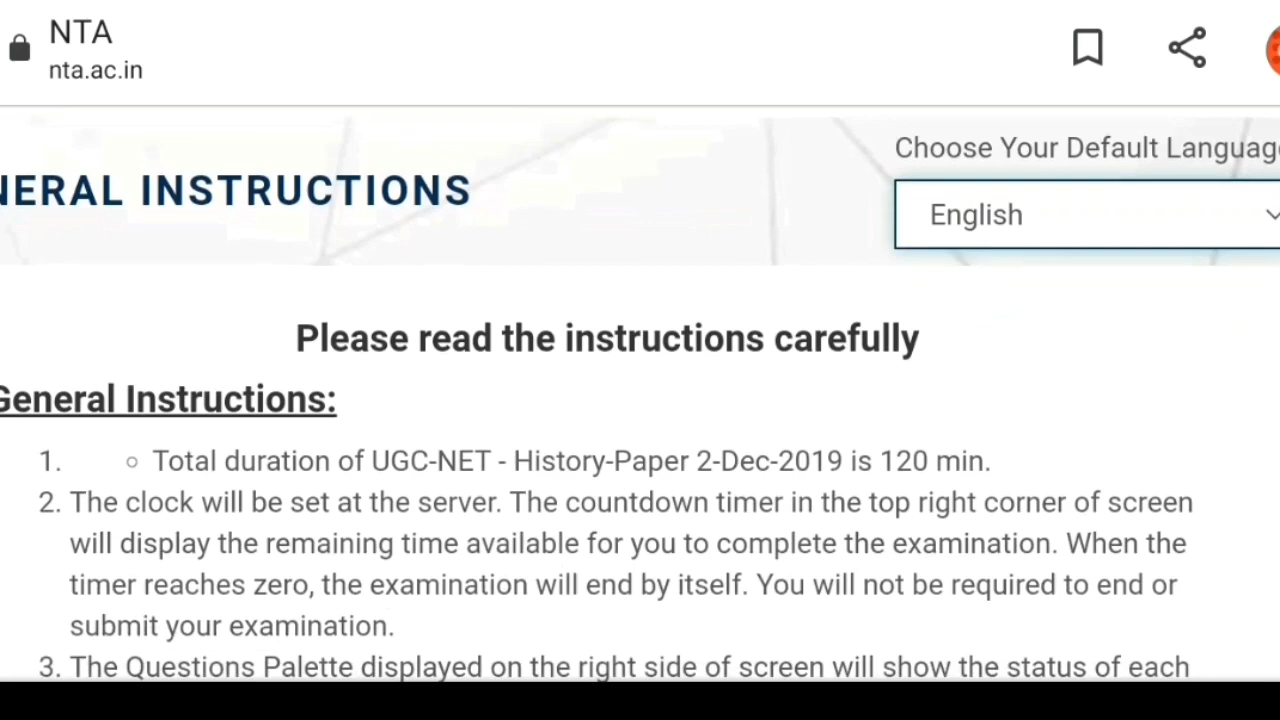 NTA
nta.ac.in
Choose Your Default Languag
NERAL INSTRUCTIONS
English
Please read the instructions carefully
General Instructions:
1. ○ Total duration of UGC-NET - History-Paper 2-Dec-2019 is 120 min.
2. The clock will be set at the server. The countdown timer in the top right corner of screen
will display the remaining time available for you to complete the examination. When the
timer reaches zero, the examination will end by itself. You will not be required to end or
submit your examination.
3. The Questions Palette displayed on the right side of screen will show the status of each